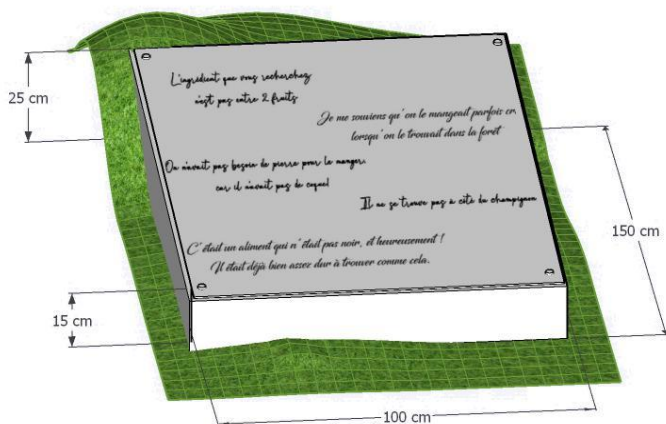 25 cm
L'ingrédient que vous recherchez
n'est pas entre 2 fruits
Je me souviens qu'on le mangeait parfois cr
lorsqu'on le trouvait dans la forêt
On n'avait pas besoin de pierre pour le manger,
car il n'avait pas de coque!
Il ne se trouve pas à côté du champignon
150 cm
C'était un aliment qui n'était pas noir, et heureusement !
Il était déjà bien assez dur à trouver comme cela.
15 cm
100 cm